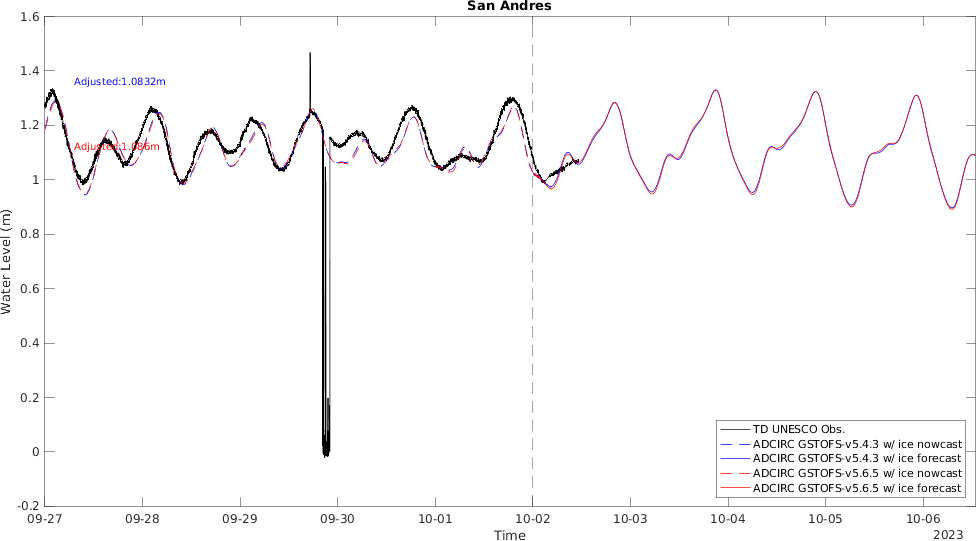 San Andres
1.6
1.4
1.2
1
0.8
0.6
0.4
0.2
0
-0.2
Water Level (m)
Adjusted:1.0832m
Adjusted:1.086m
TD UNESCO Obs.
ADCIRC GSTOFS-v5.4.3 w/ ice nowcast
ADCIRC GSTOFS-v5.4.3 w/ ice forecast
ADCIRC GSTOFS-v5.6.5 w/ ice nowcast
ADCIRC GSTOFS-v5.6.5 w/ ice forecast
09-27 09-28 09-29 09-30 10-01 10-02 10-03 10-04 10-05 10-06
Time
2023